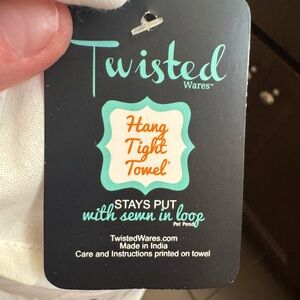 Twisted
Wares™
Hang
Tight
Towel®
STAYS PUT
with sewn in loop
Pat Pend
TwistedWares.com
Made in India
Care and Instructions printed on towel